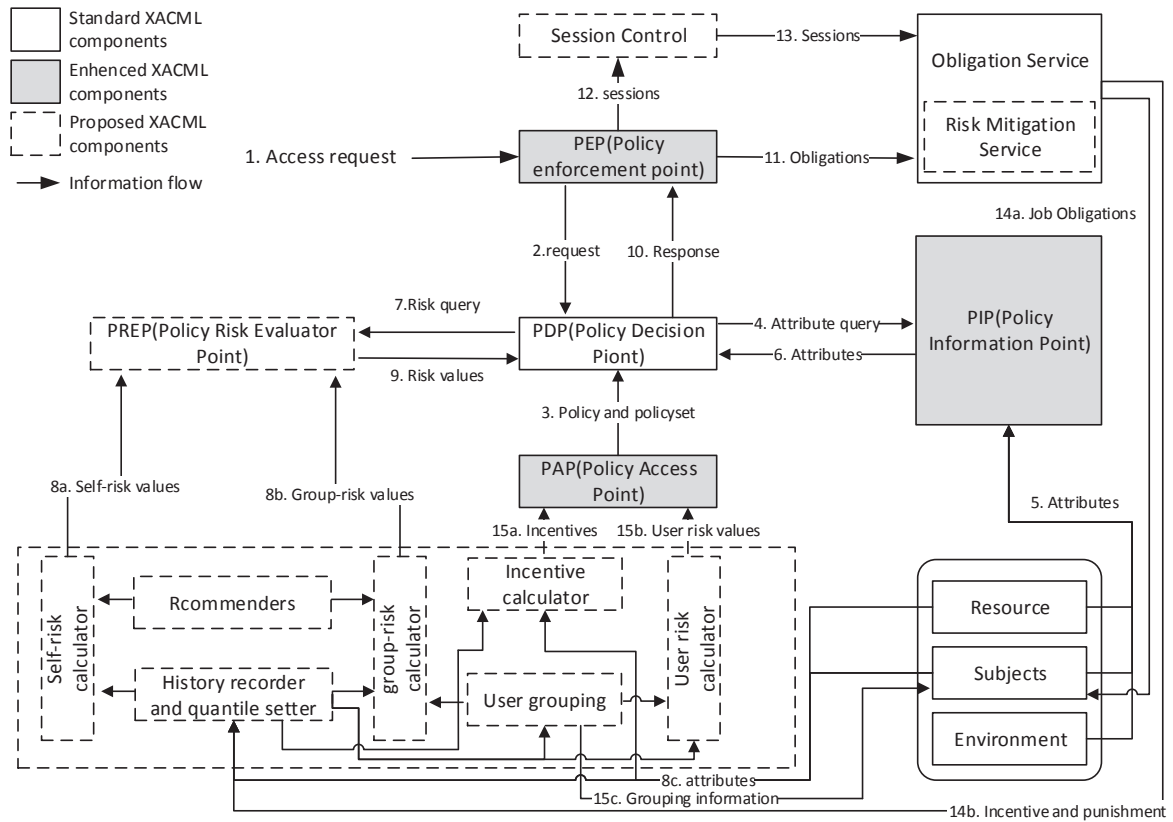 Standard XACML
components
Enhenced XACML
components
Proposed XACML
components
Information flow
Session Control
13. Sessions
Obligation Service
Risk Mitigation
Service
12. sessions
1. Access request
PEP(Policy
enforcement point)
11. Obligations
14a. Job Obligations
2.request
10. Response
7.Risk query
PREP(Policy Risk Evaluator
Point)
9. Risk values
PDP(Policy Decision
Piont)
4. Attribute query
6. Attributes
PIP(Policy
Information Point)
3. Policy and policyset
PAP(Policy Access
Point)
8a. Self-risk values
8b. Group-risk values
15a. Incentives
15b. User risk values
5. Attributes
Self-risk
calculator
Rcommenders
History recorder
and quantile setter
group-risk
calculator
Incentive
calculator
User grouping
User risk
calculator
Resource
Subjects
Environment
8c. attributes
15c. Grouping information
14b. Incentive and punishment